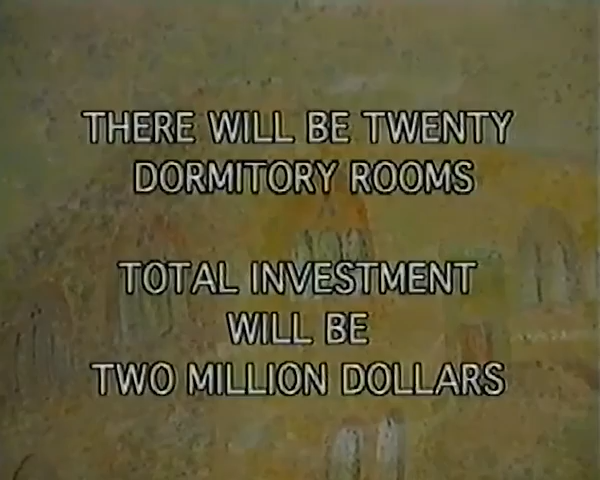 THERE WILL BE TWENTY
DORMITORY ROOMS
TOTAL INVESTMENT
WILL BE
TWO MILLION DOLLARS